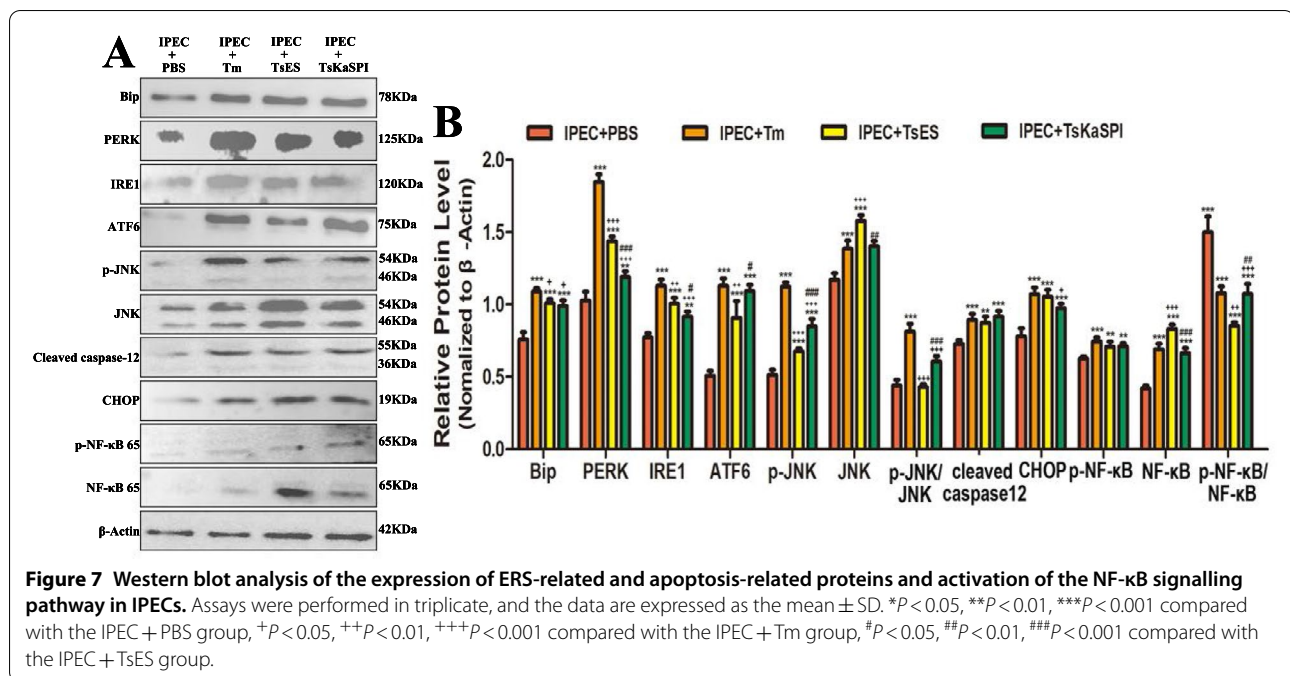 A
IPEC + PBS
IPEC + Tm
IPEC + TsES
IPEC + TsKaSPI
Bip 78KDa
PERK 125KDa
IRE1 120KDa
ATF6 75KDa
p-JNK 54KDa
46KDa
JNK 54KDa
46KDa
Cleaved caspase-12 55KDa
36KDa
CHOP 19KDa
p-NF-κB 65 65KDa
NF-κB 65 65KDa
β-Actin 42KDa
B
IPEC+PBS IPEC+Tm IPEC+TsES IPEC+TsKaSPI
Relative Protein Level
(Nomalized to β -Actin)
2.0
1.5
1.0
0.5
0.0
*** + *** + ***
*** +++ *** ### +++ **
*** ++ *** # +++ **
*** ++ *** # ***
*** +++ *** ### +++ ***
*** +++ *** ##
*** +++ ### +++
*** ** ***
*** *** + ***
*** ** **
*** +++ *** ### ***
*** *** ++ *** ## +++ ***
Bip PERK IRE1 ATF6 p-JNK JNK p-JNK/ JNK cleaved caspase12 CHOP p-NF-κB NF-κB p-NF-κB/ NF-κB
Figure 7 Western blot analysis of the expression of ERS-related and apoptosis-related proteins and activation of the NF-κB signalling
pathway in IPECs. Assays were performed in triplicate, and the data are expressed as the mean ± SD. *P < 0.05, **P < 0.01, ***P < 0.001 compared
with the IPEC + PBS group, +P < 0.05, ++P < 0.01, +++P < 0.001 compared with the IPEC + Tm group, #P < 0.05, ##P < 0.01, ###P < 0.001 compared with
the IPEC + TsES group.